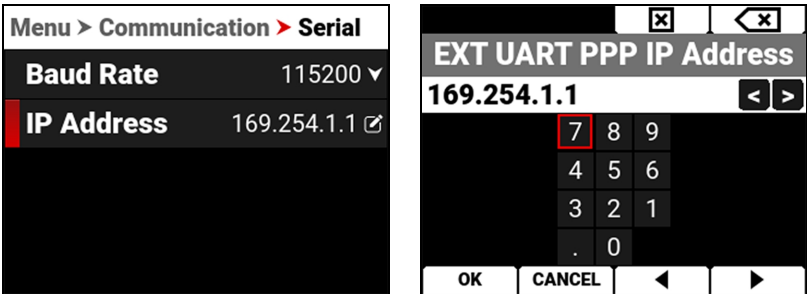 Menu > Communication > Serial
Baud Rate 115200
IP Address 169.254.1.1
EXT UART PPP IP Address
169.254.1.1 < >
7 8 9
4 5 6
3 2 1
. 0
OK CANCEL